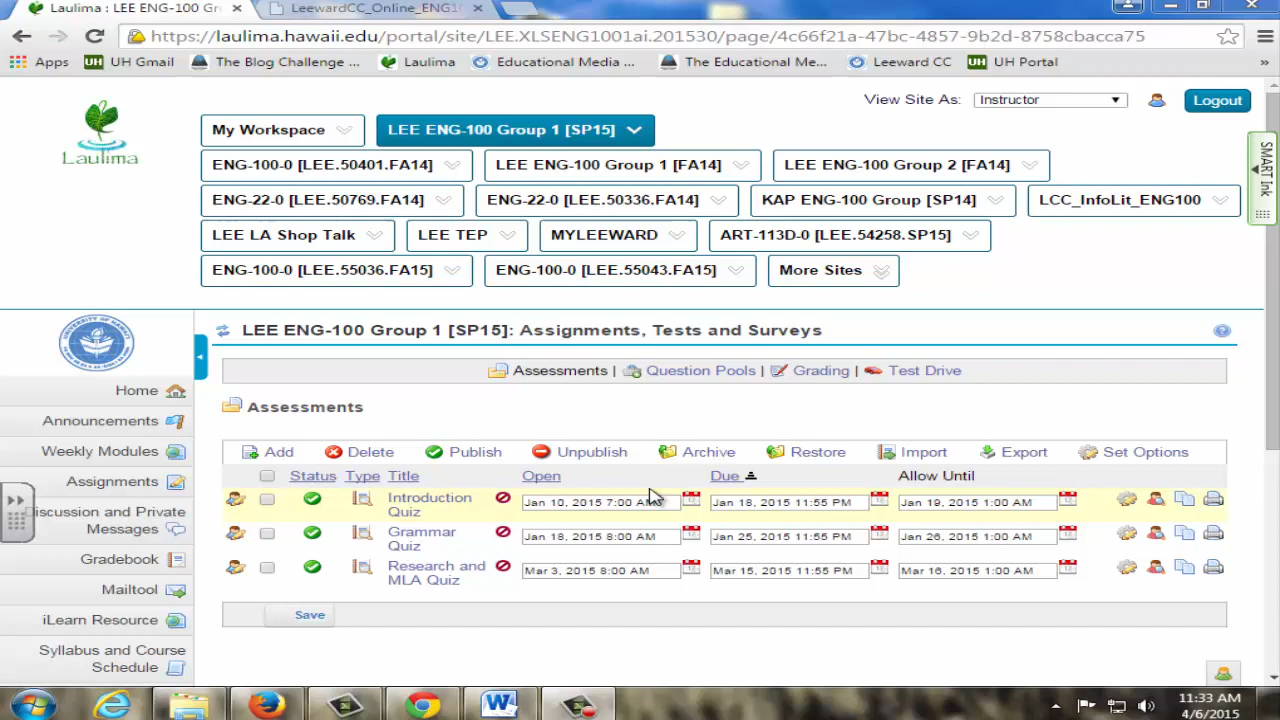 Laulima : LEE ENG-100 Gr
LeewardCC_Online_ENG10
https://laulima.hawaii.edu/portal/site/LEE.XLSENG1001ai.201530/page/4c66f21a-47bc-4857-9b2d-8758cbacca75
Apps UH Gmail The Blog Challenge ... Laulima Educational Media ... The Educational Me... Leeward CC UH Portal »
View Site As: Instructor Logout
Laulima
My Workspace LEE ENG-100 Group 1 [SP15]
ENG-100-0 [LEE.50401.FA14] LEE ENG-100 Group 1 [FA14] LEE ENG-100 Group 2 [FA14]
ENG-22-0 [LEE.50769.FA14] ENG-22-0 [LEE.50336.FA14] KAP ENG-100 Group [SP14] LCC_InfoLit_ENG100
LEE LA Shop Talk LEE TEP MYLEEWARD ART-113D-0 [LEE.54258.SP15]
ENG-100-0 [LEE.55036.FA15] ENG-100-0 [LEE.55043.FA15] More Sites
SMART Ink
LEE ENG-100 Group 1 [SP15]: Assignments, Tests and Surveys
Home
Announcements
Weekly Modules
Assignments
Discussion and Private
Messages
Gradebook
Mailtool
iLearn Resource
Syllabus and Course
Schedule
Assessments | Question Pools | Grading | Test Drive
Assessments
Add Delete Publish Unpublish Archive Restore Import Export Set Options
Status Type Title Open Due Allow Until
Introduction
Quiz
Jan 10, 2015 7:00 AM Jan 18, 2015 11:55 PM Jan 19, 2015 1:00 AM
Grammar
Quiz
Jan 18, 2015 8:00 AM Jan 25, 2015 11:55 PM Jan 26, 2015 1:00 AM
Research and
MLA Quiz
Mar 3, 2015 8:00 AM Mar 15, 2015 11:55 PM Mar 16, 2015 1:00 AM
Save
11:33 AM
4/6/2015